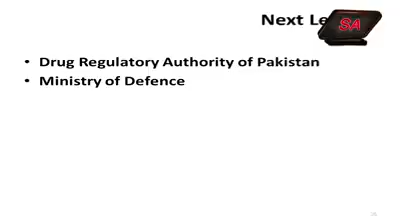 Next Le
SA
• Drug Regulatory Authority of Pakistan
• Ministry of Defence